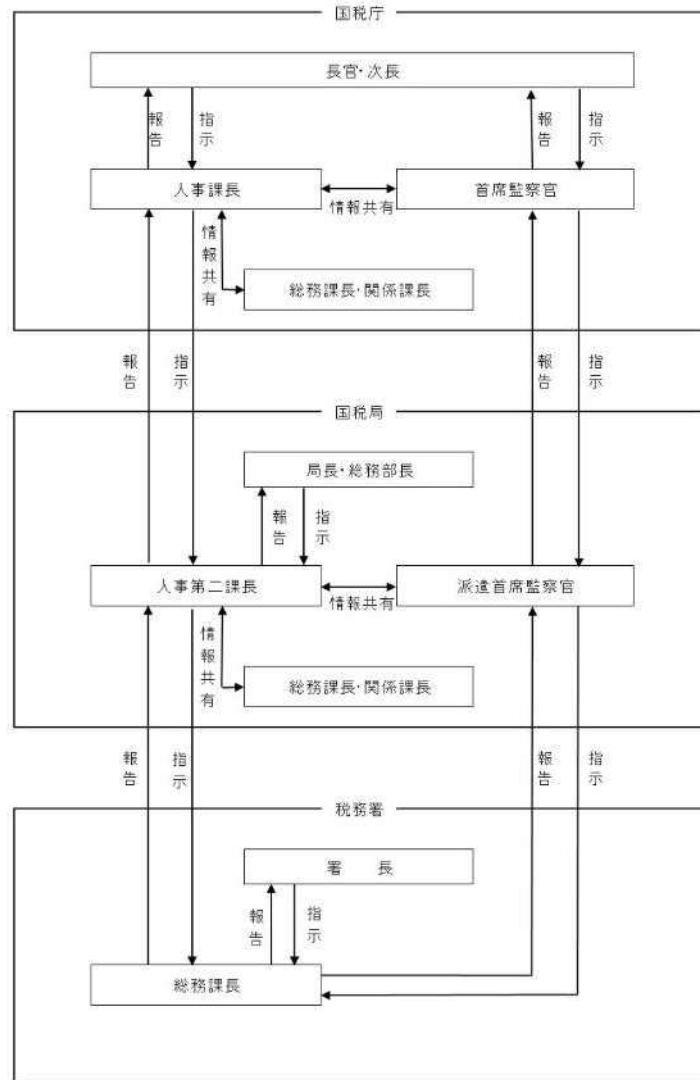 国税庁
長官・次長
報告
指示
報告
指示
人事課長
情報共有
首席監察官
情報共有
総務課長・関係課長
報告
指示
報告
指示
国税局
局長・総務部長
報告
指示
人事第二課長
情報共有
派遣首席監察官
情報共有
総務課長・関係課長
報告
指示
報告
指示
税務署
署　長
報告
指示
総務課長